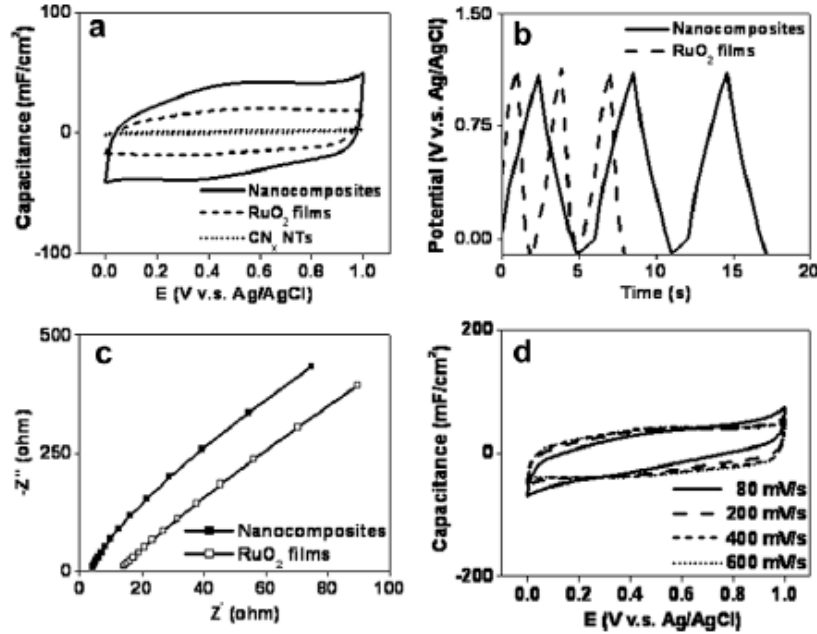 a
100
0
-100
Capacitance (mF/cm²)
Nanocomposites
RuO₂ films
CNₓ NTs
0.0 0.2 0.4 0.6 0.8 1.0
E (V v.s. Ag/AgCl)
b
1.50
0.75
0.00
Potential (V v.s. Ag/AgCl)
Nanocomposites
RuO₂ films
0 5 10 15 20
Time (s)
c
500
250
0
-Z'' (ohm)
Nanocomposites
RuO films
0 20 40 60 80 100
Z' (ohm)
d
200
0
-200
Capacitance (mF/cm²)
80 mV/s
200 mV/s
400 mV/s
600 mV/s
0.0 0.2 0.4 0.6 0.8 1.0
E (V v.s. Ag/AgCl)